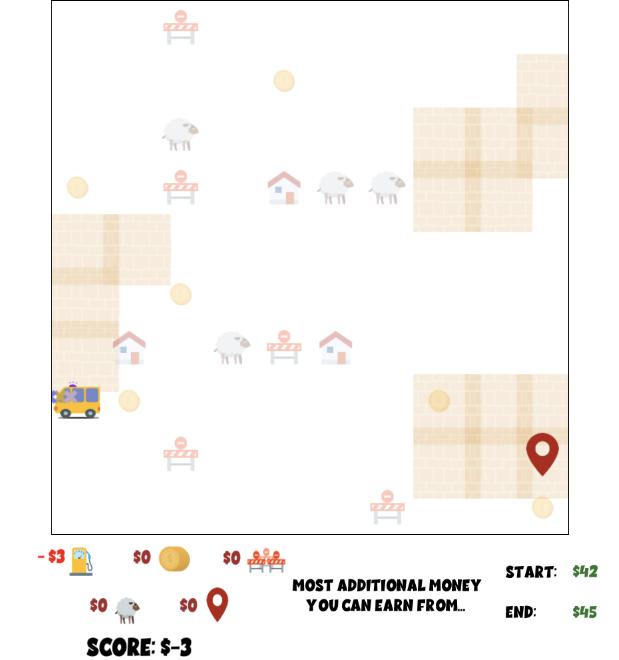 - $3 $0 $0
$0 $0
SCORE: $-3
MOST ADDITIONAL MONEY
YOU CAN EARN FROM...
START: $42
END: $45